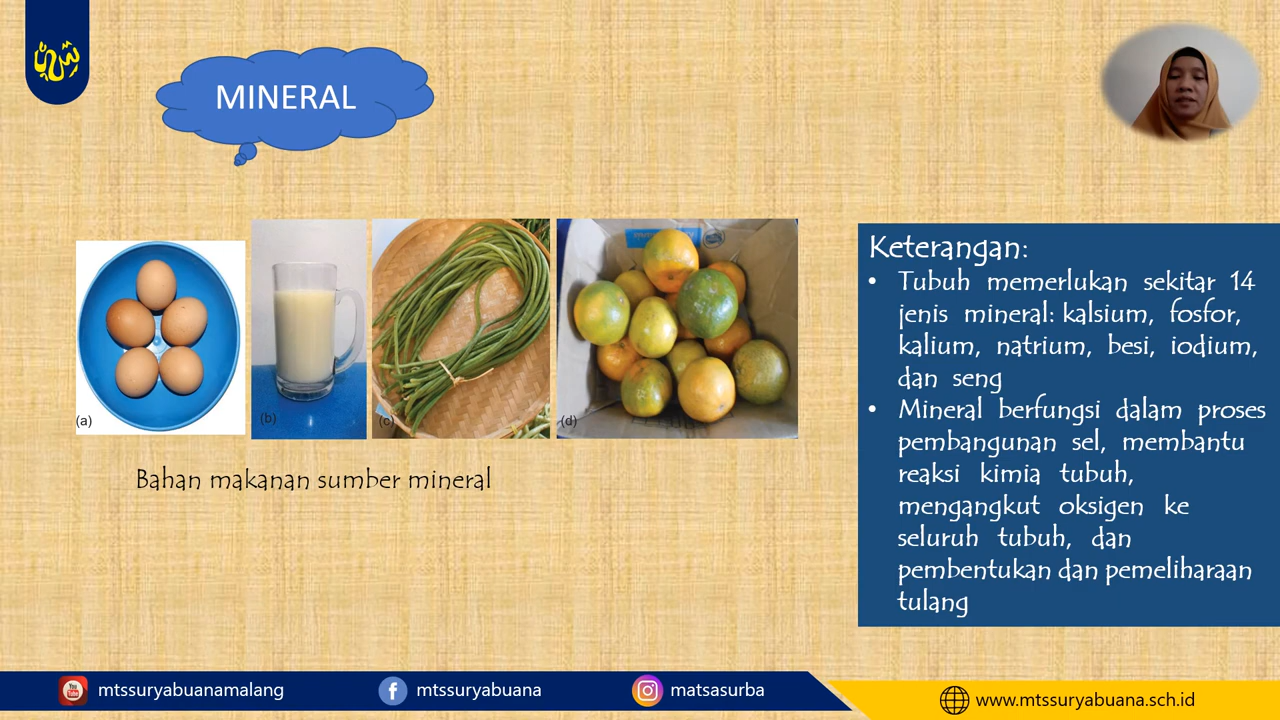 MINERAL
(a)
(b)
(c)
(d)
Bahan makanan sumber mineral
Keterangan:
• Tubuh memerlukan sekitar 14
jenis mineral: kalsium, fosfor,
kalium, natrium, besi, iodium,
dan seng
• Mineral berfungsi dalam proses
pembangunan sel, membantu
reaksi kimia tubuh,
mengangkut oksigen ke
seluruh tubuh, dan
pembentukan dan pemeliharaan
tulang
mtssuryabuanamalang
mtssuryabuana
matsasurba
www.mtssuryabuana.sch.id